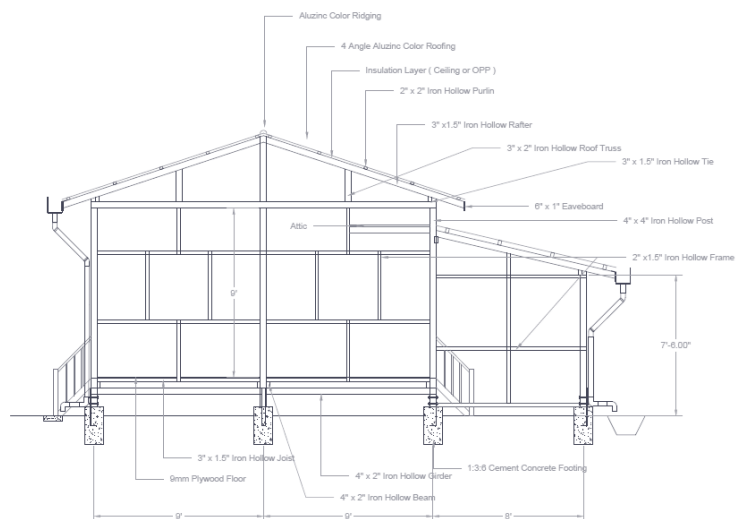 Aluzinc Color Ridging
4 Angle Aluzinc Color Roofing
Insulation Layer ( Ceiling or OPP )
2" x 2" Iron Hollow Purlin
3" x1.5" Iron Hollow Rafter
3" x 2" Iron Hollow Roof Truss
3" x 1.5" Iron Hollow Tie
6" x 1" Eaveboard
4" x 4" Iron Hollow Post
Attic
2" x1.5" Iron Hollow Frame
9'
7'-6.00"
3" x 1.5" Iron Hollow Joist
1:3:6 Cement Concrete Footing
9mm Plywood Floor
4" x 2" Iron Hollow Girder
4" x 2" Iron Hollow Beam
9'
9'
8'